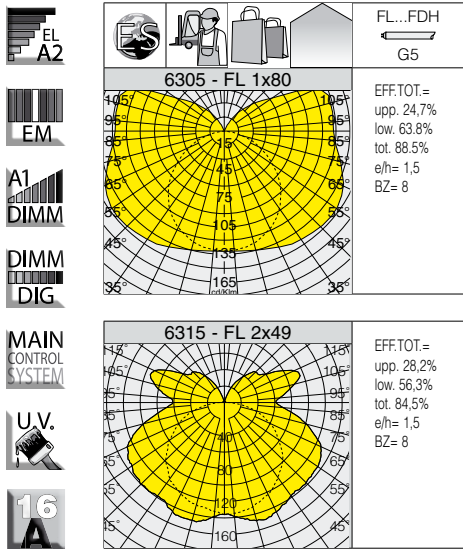 EL
A2
EM
A1
DIMM
DIMM
DIG
MAIN
CONTROL
SYSTEM
U.V.
16
A
ES
FL...FDH
G5
6305 - FL 1x80
105° 105°
95° 95°
85° 85°
75° 75°
65° 65°
55° 55°
45° 45°
35° 35°
15
45
75
105
135
165
cd/Klm
EFF.TOT.=
upp. 24,7%
low. 63.8%
tot. 88.5%
e/h= 1,5
BZ= 8
6315 - FL 2x49
115° 115°
105 105
95° 95°
85 85
75° 75°
65 65
55 55
45° 45°
40
80
120
160
EFF.TOT.=
upp. 28,2%
low. 56,3%
tot. 84,5%
e/h= 1,5
BZ= 8